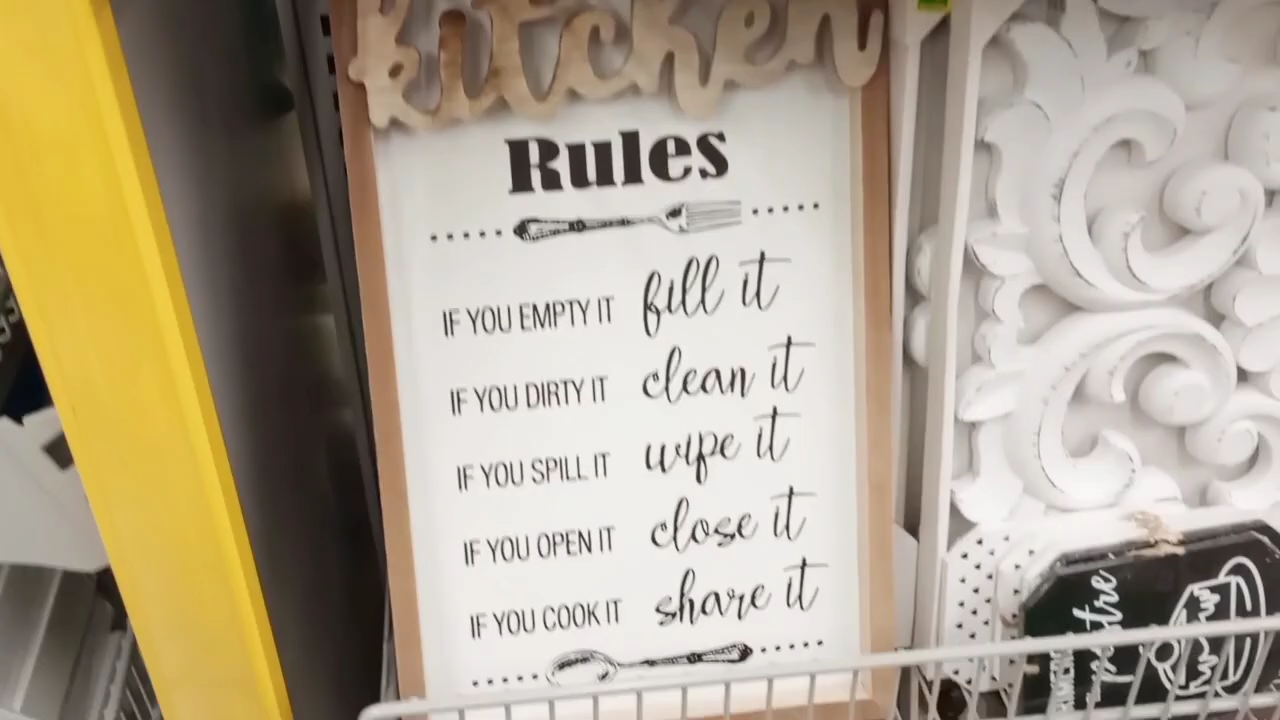 kitchen
Rules
IF YOU EMPTY IT fill it
IF YOU DIRTY IT clean it
IF YOU SPILL IT wipe it
IF YOU OPEN IT close it
IF YOU COOK IT share it